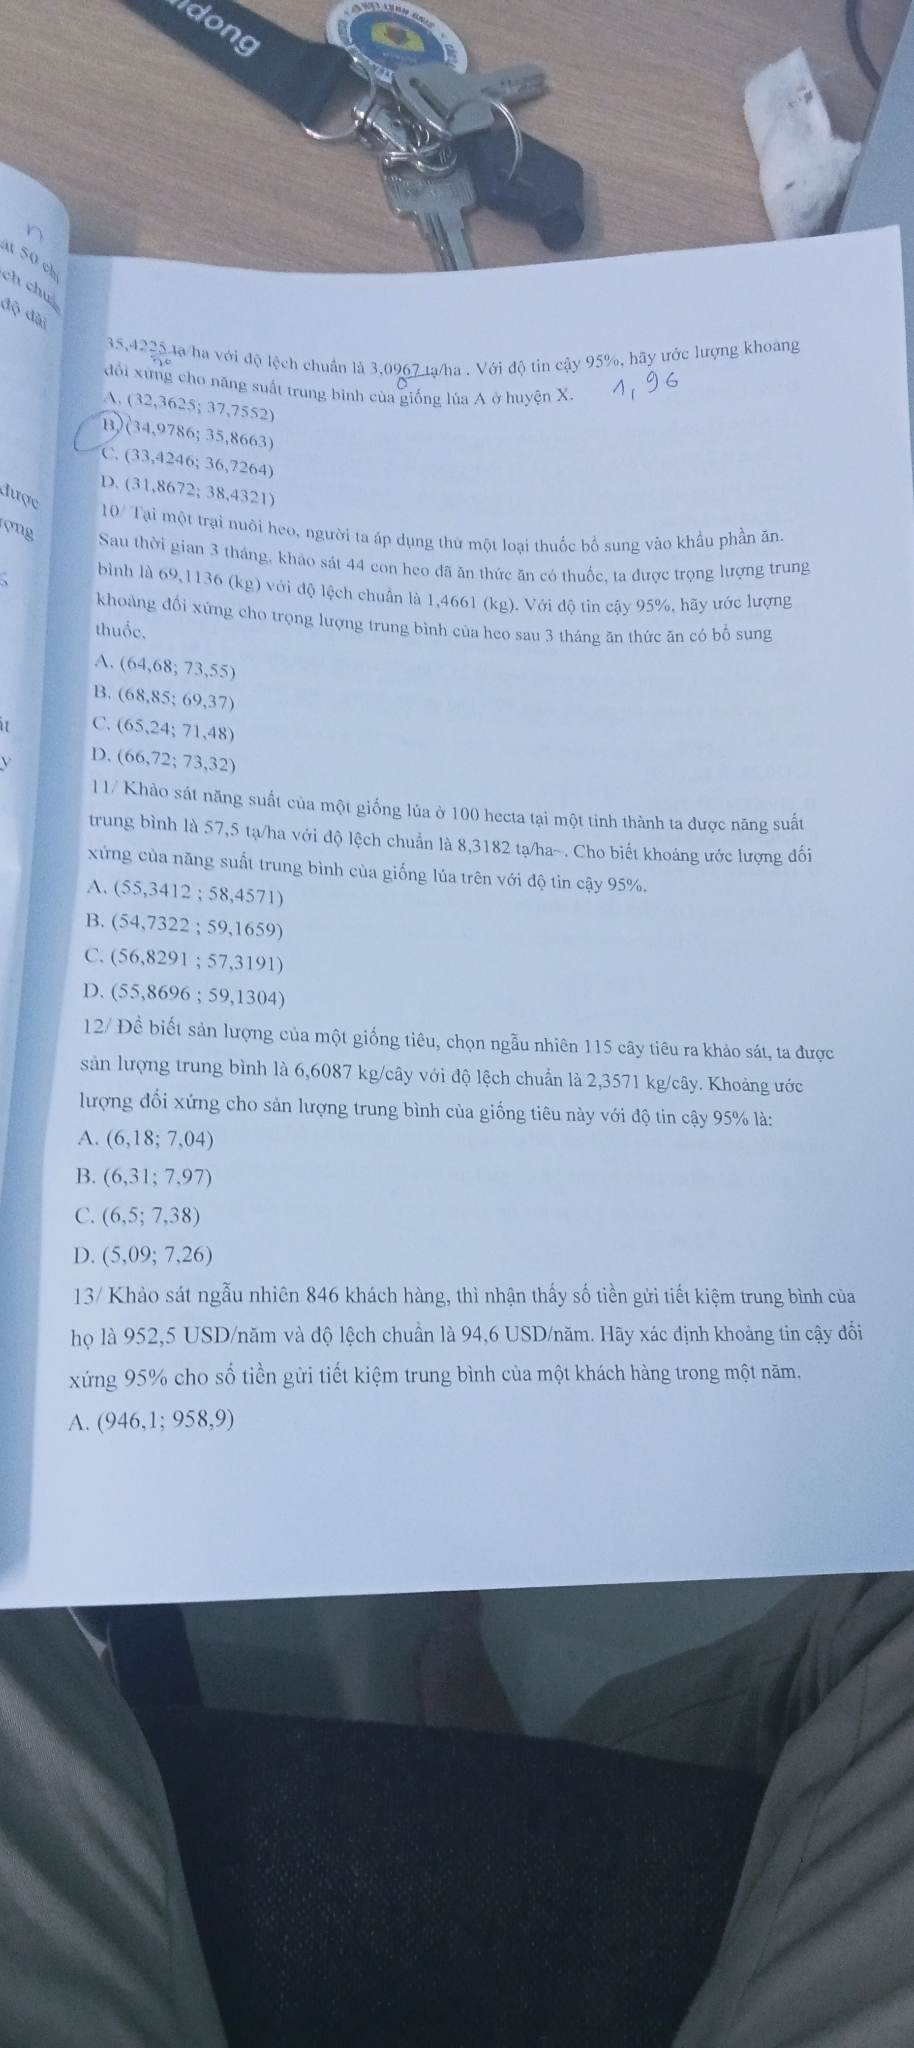 idong
n
át 50 chi
ch chuẩn
độ dài
được
ợng
át
y
35,4225 tạ/ha với độ lệch chuẩn là 3,0967 tạ/ha . Với độ tin cậy 95%, hãy ước lượng khoảng
đối xứng cho năng suất trung bình của giống lúa A ở huyện X.
1,96
A. (32,3625; 37,7552)
B. (34,9786; 35,8663)
C. (33,4246; 36,7264)
D. (31,8672; 38,4321)
10/ Tại một trại nuôi heo, người ta áp dụng thử một loại thuốc bổ sung vào khẩu phần ăn.
Sau thời gian 3 tháng, khảo sát 44 con heo đã ăn thức ăn có thuốc, ta được trọng lượng trung
bình là 69,1136 (kg) với độ lệch chuẩn là 1,4661 (kg). Với độ tin cậy 95%, hãy ước lượng
khoảng đối xứng cho trọng lượng trung bình của heo sau 3 tháng ăn thức ăn có bổ sung
thuốc.
A. (64,68; 73,55)
B. (68,85; 69,37)
C. (65,24; 71,48)
D. (66,72; 73,32)
11/ Khảo sát năng suất của một giống lúa ở 100 hecta tại một tỉnh thành ta được năng suất
trung bình là 57,5 tạ/ha với độ lệch chuẩn là 8,3182 tạ/ha~. Cho biết khoảng ước lượng đối
xứng của năng suất trung bình của giống lúa trên với độ tin cậy 95%.
A. (55,3412 ; 58,4571)
B. (54,7322 ; 59,1659)
C. (56,8291 ; 57,3191)
D. (55,8696 ; 59,1304)
12/ Để biết sản lượng của một giống tiêu, chọn ngẫu nhiên 115 cây tiêu ra khảo sát, ta được
sản lượng trung bình là 6,6087 kg/cây với độ lệch chuẩn là 2,3571 kg/cây. Khoảng ước
lượng đối xứng cho sản lượng trung bình của giống tiêu này với độ tin cậy 95% là:
A. (6,18; 7,04)
B. (6,31; 7,97)
C. (6,5; 7,38)
D. (5,09; 7,26)
13/ Khảo sát ngẫu nhiên 846 khách hàng, thì nhận thấy số tiền gửi tiết kiệm trung bình của
họ là 952,5 USD/năm và độ lệch chuẩn là 94,6 USD/năm. Hãy xác định khoảng tin cậy đối
xứng 95% cho số tiền gửi tiết kiệm trung bình của một khách hàng trong một năm.
A. (946,1; 958,9)